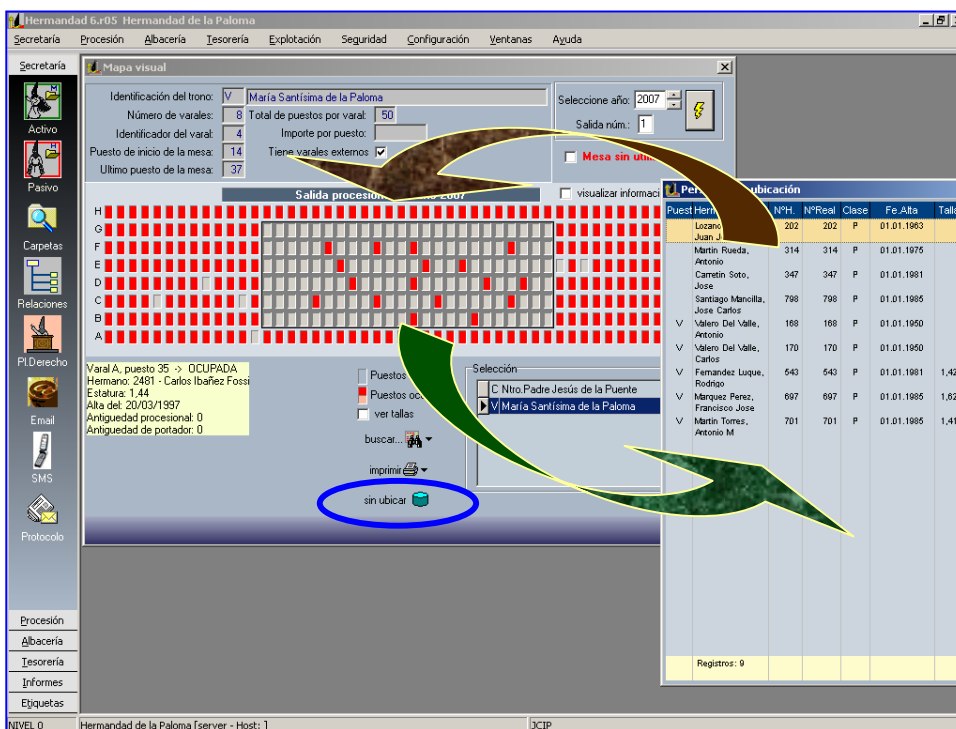 Hermandad 6.r05 Hermandad de la Paloma
Secretaría Procesión Albacería Tesorería Explotación Seguridad Configuración Ventanas Ayuda
Secretaría
Activo
Pasivo
Carpetas
Relaciones
Pl.Derecho
Email
SMS
Protocolo
Procesión
Albacería
Tesorería
Informes
Etiquetas
Mapa visual
Identificación del trono: V María Santísima de la Paloma
Número de varales: 8 Total de puestos por varal: 50
Identificador del varal: 4 Importe por puesto:
Puesto de inicio de la mesa: 14 Tiene varales externos
Ultimo puesto de la mesa: 37
Seleccione año: 2007
Salida núm.: 1
Mesa sin
visualizar
Salida 2007
H
G
F
E
D
C
B
A
Varal A, puesto 35 -> OCUPADA
Hermano: 2481 - Carlos Ibañez Fossi
Estatura: 1,44
Alta del: 20/03/1997
Antiguedad procesional: 0
Antiguedad de portador: 0
Puestos
Puestos
ver tallas
buscar...
imprimir
sin ubicar
Selección
C Ntro.Padre Jesús de la Puente
V María Santísima de la Paloma
ubicación
Puest NºH. NºReal Clase Fe.Alta Talla
202 202 P 01.01.1963
Juan
Martin Rueda, Antonio 314 314 P 01.01.1975
Carretin Soto, Jose 347 347 P 01.01.1981
Santiago Mancilla, Jose Carlos 798 798 P 01.01.1985
V Valero Del Valle, Antonio 168 168 P 01.01.1950
V Valero Del Valle, Carlos 170 170 P 01.01.1950
V Fernandez Luque, Rodrigo 543 543 P 01.01.1981 1,42
V Marquez Perez, Francisco Jose 697 697 P 01.01.1985 1,62
V Martin Torres, Antonio M 701 701 P 01.01.1985 1,41
Registros: 9
NIVEL 0 Hermandad de la Paloma [server - Host: ] JCIP